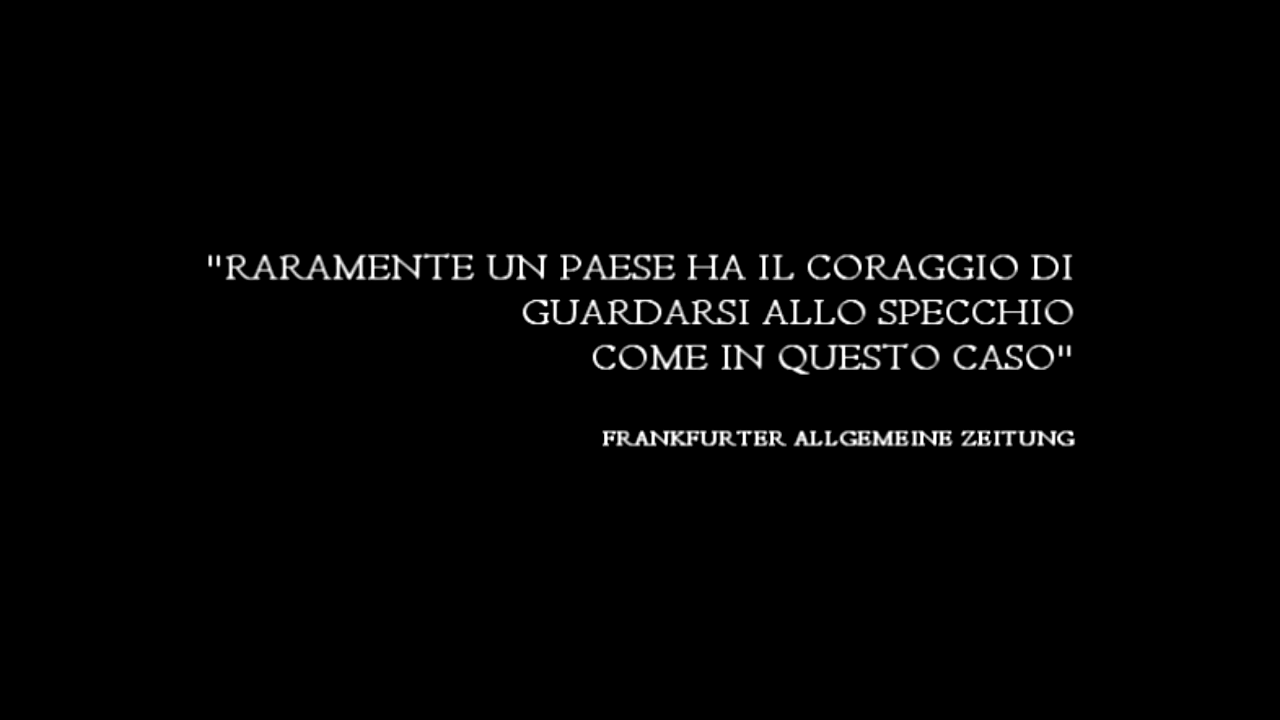 "RARAMENTE UN PAESE HA IL CORAGGIO DI
GUARDARSI ALLO SPECCHIO
COME IN QUESTO CASO"
FRANKFURTER ALLGEMEINE ZEITUNG